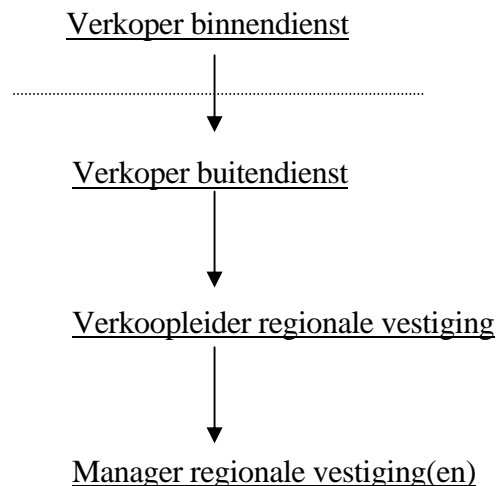 Verkoper binnendienst
Verkoper buitendienst
Verkoopleider regionale vestiging
Manager regionale vestiging(en)